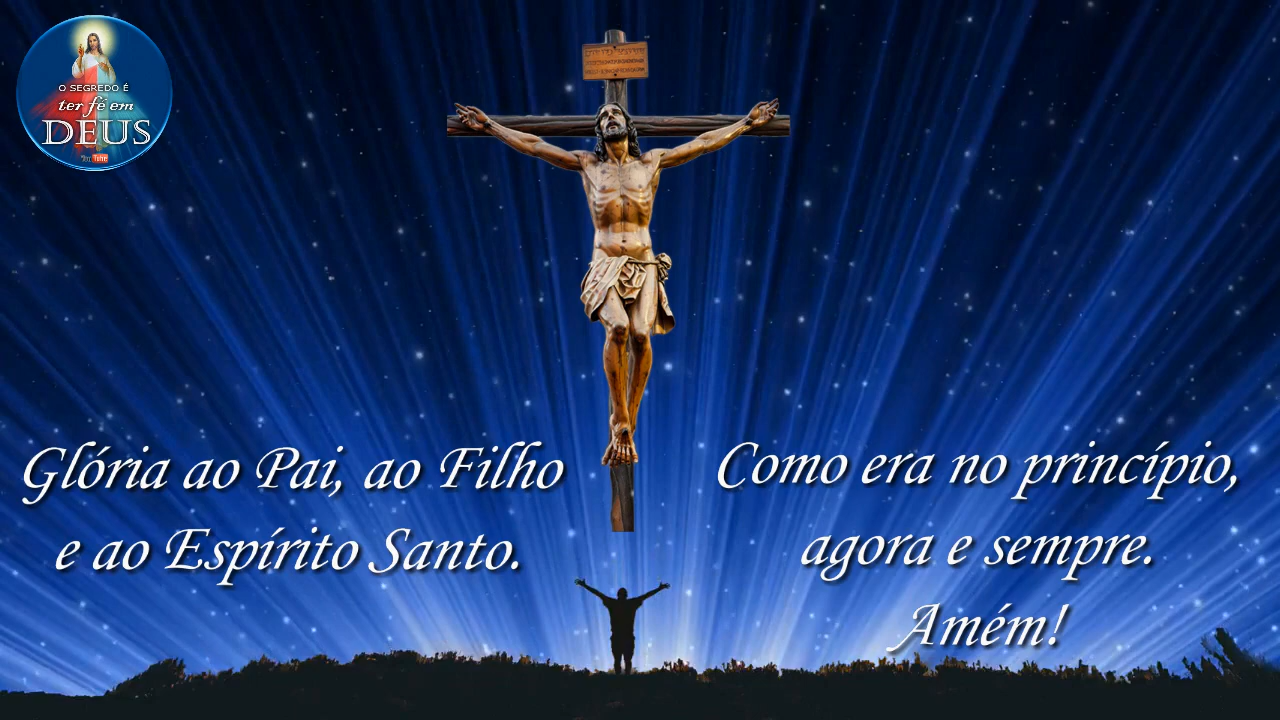 O SEGREDO É
ter fé em
DEUS
Glória ao Pai, ao Filho
e ao Espírito Santo.
Como era no princípio,
agora e sempre.
Amém!